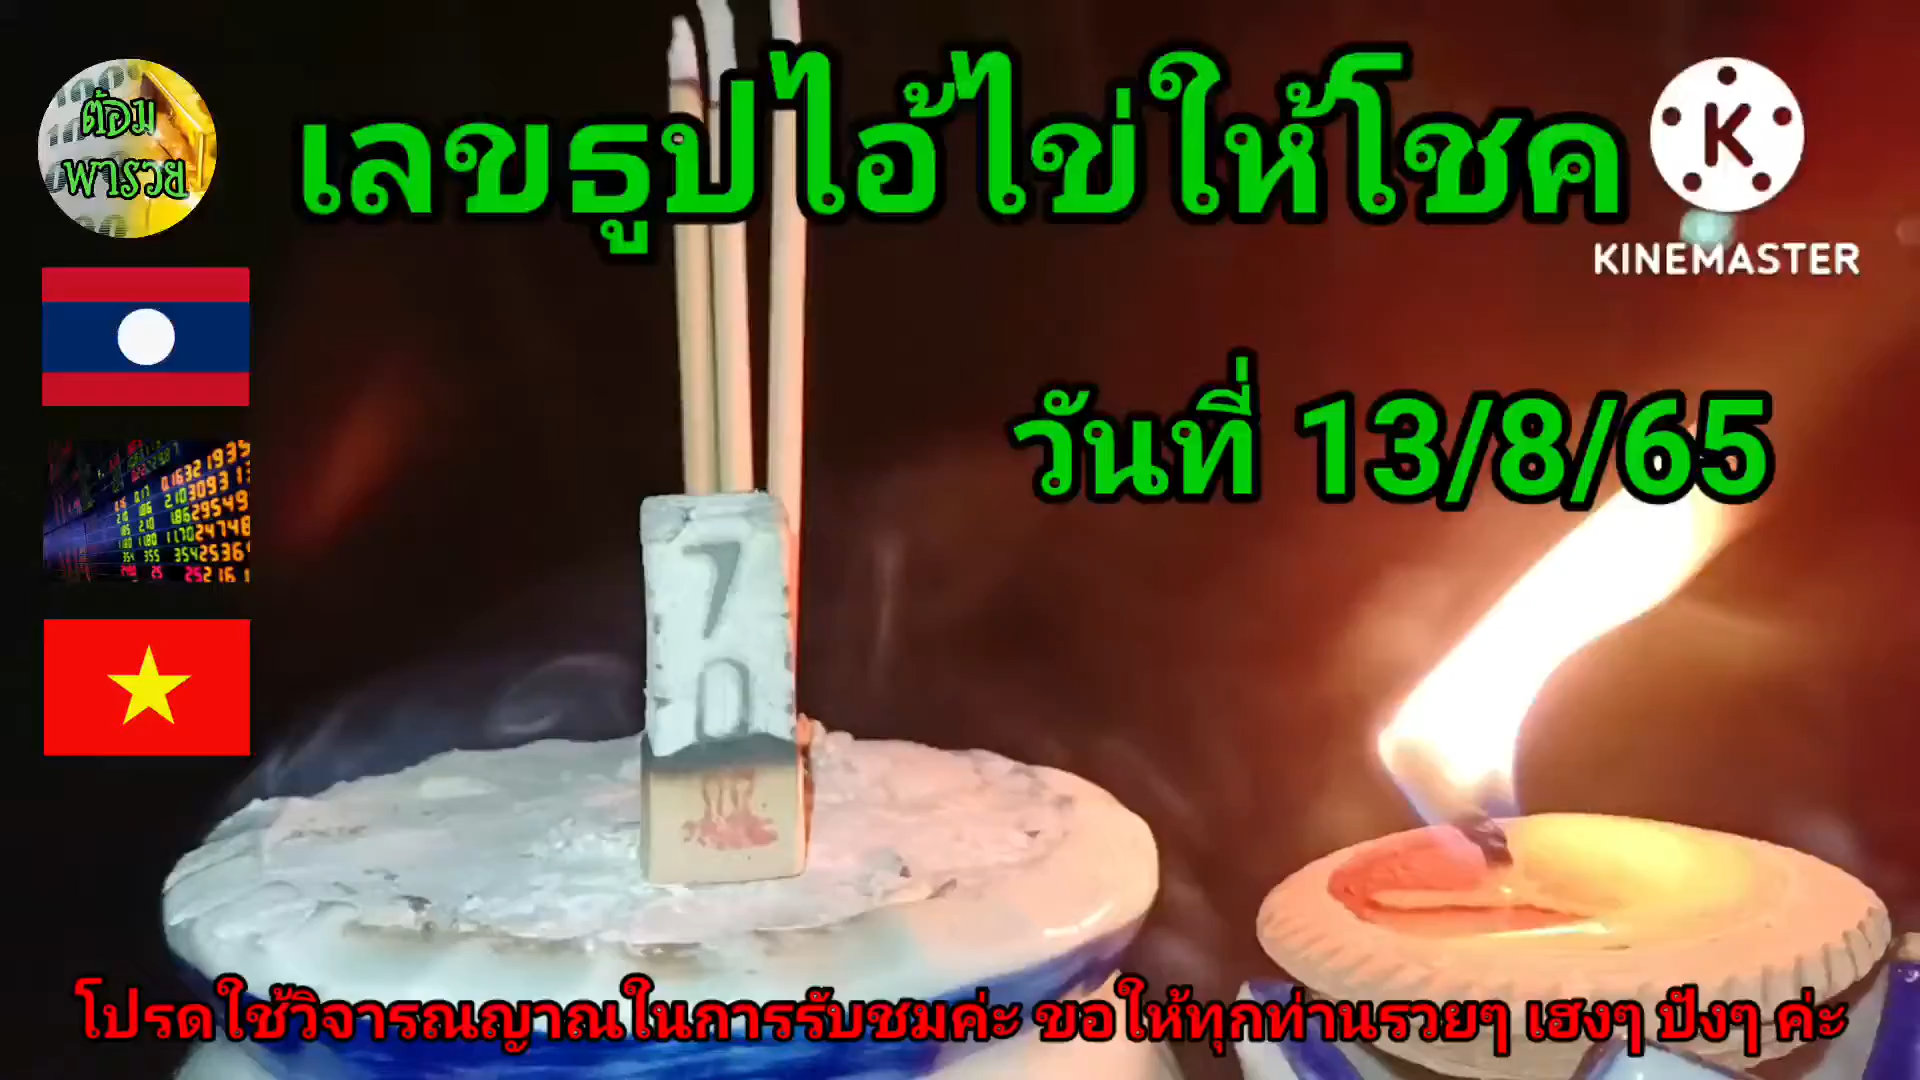 เลขธูปไอ้ไข่ให้โชค
ต้อม
พารวย
K
KINEMASTER
วันที่ 13/8/65
7
0
โปรดใช้วิจารณญาณในการรับชมค่ะ ขอให้ทุกท่านรวยๆ เฮงๆ ปังๆ ค่ะ